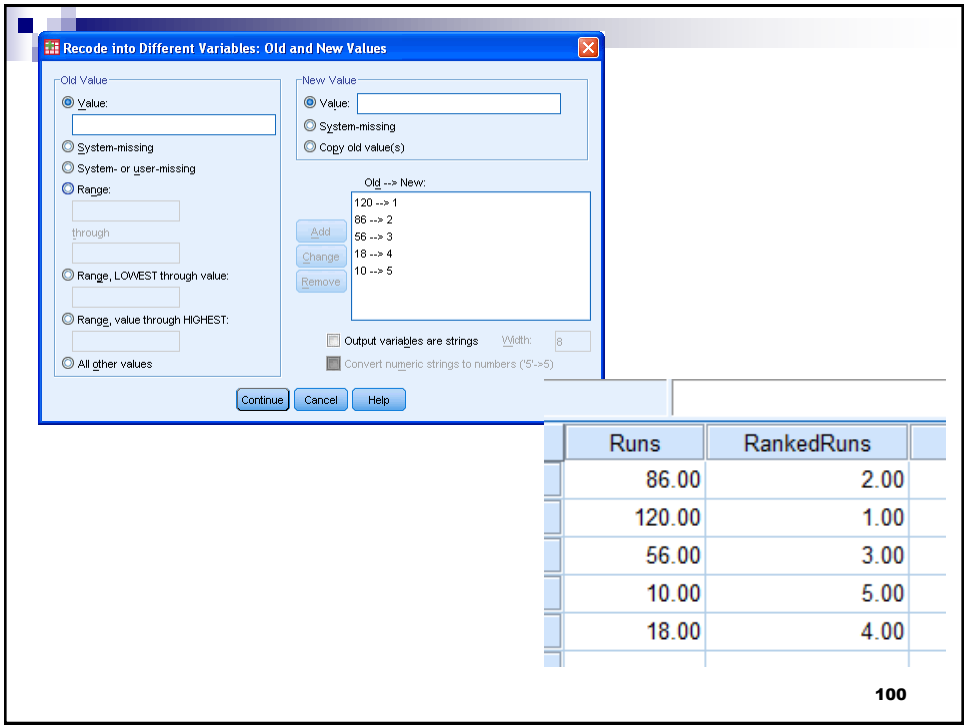 Recode into Different Variables: Old and New Values
Old Value
Value:
System-missing
System- or user-missing
Range:
through
Range, LOWEST through value:
Range, value through HIGHEST:
All other values
New Value
Value:
System-missing
Copy old value(s)
Old --> New:
120 --> 1
86 --> 2
56 --> 3
18 --> 4
10 --> 5
Add
Change
Remove
Output variables are strings Width: 8
Convert numeric strings to numbers ('5'->5)
Continue Cancel Help
Runs RankedRuns
86.00 2.00
120.00 1.00
56.00 3.00
10.00 5.00
18.00 4.00
100